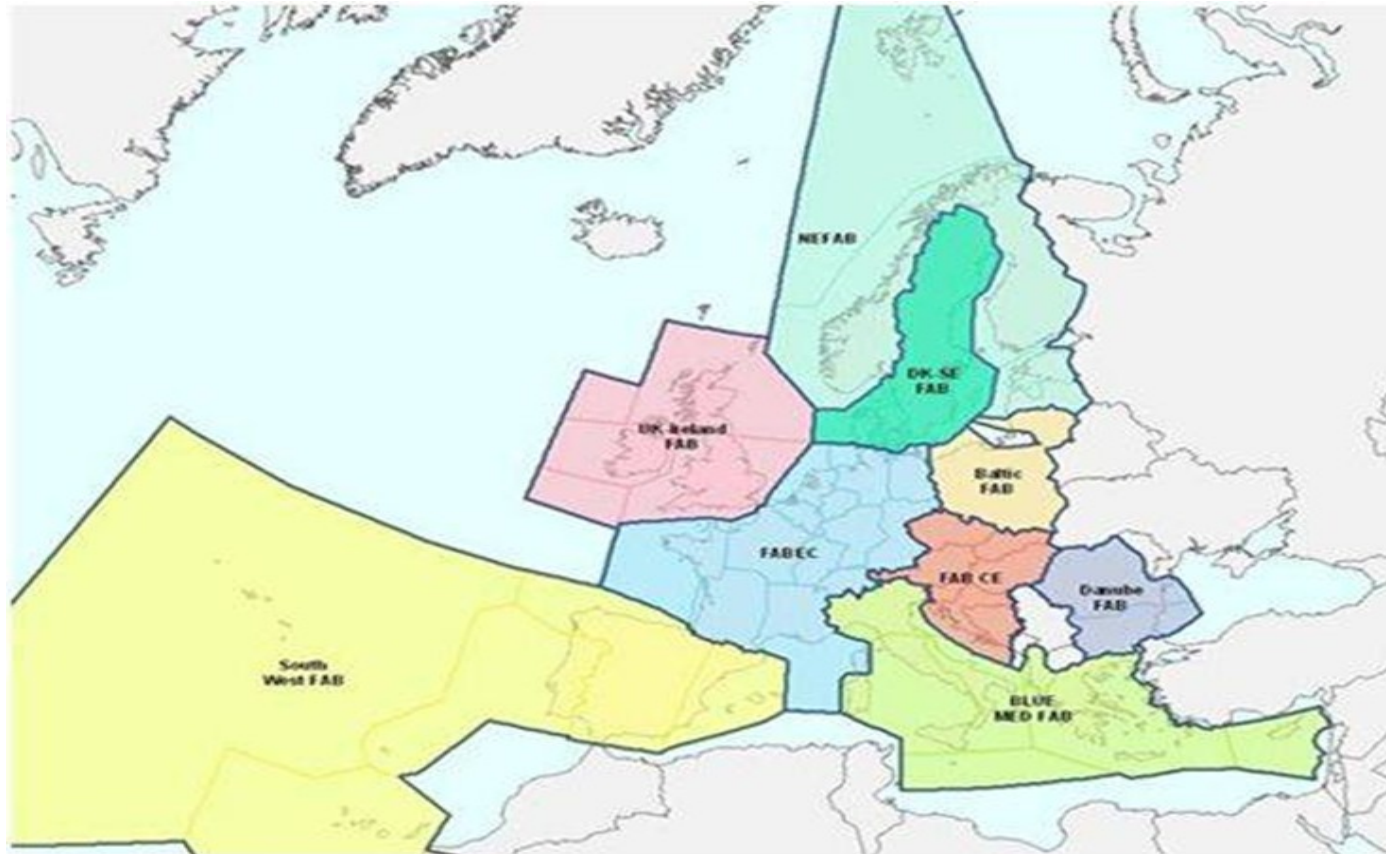 NEFAB
DK-SE
FAB
UK-Ireland
FAB
Baltic
FAB
FABEC
FAB CE
Danube
FAB
South
West FAB
BLUE
MED FAB